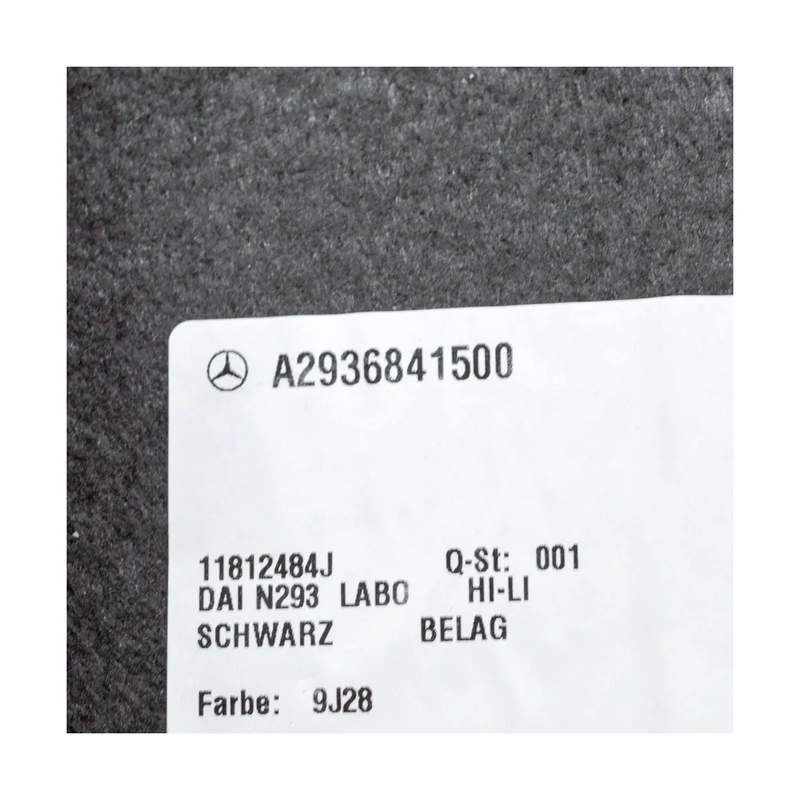 A2936841500
11812484J Q-St: 001
DAI N293 LABO HI-LI
SCHWARZ BELAG
Farbe: 9J28